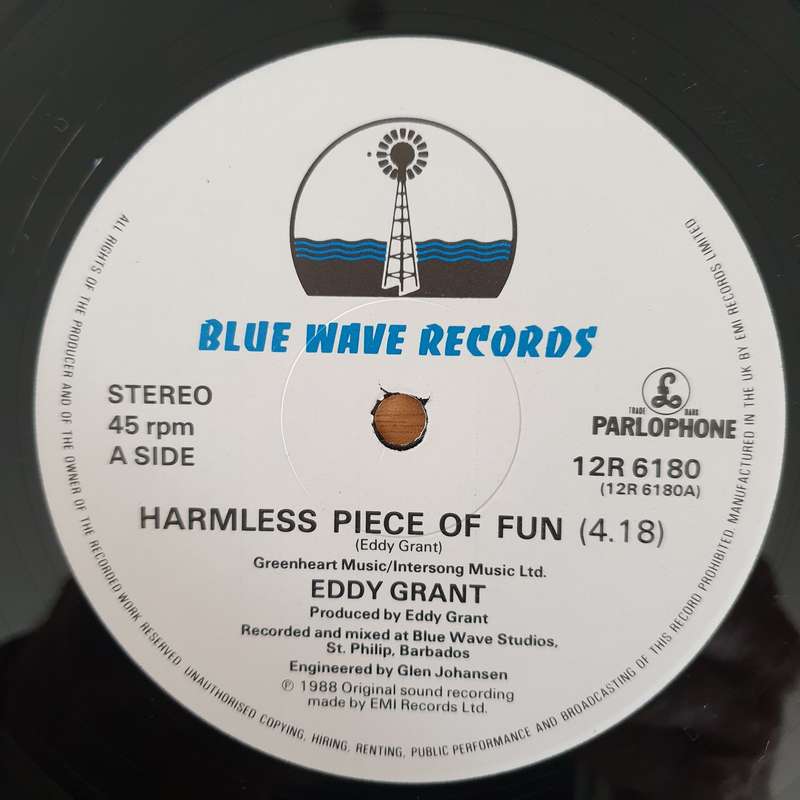 BLUE WAVE RECORDS
STEREO
45 rpm
A SIDE
£
TRADE MARK
PARLOPHONE
12R 6180
(12R 6180A)
HARMLESS PIECE OF FUN (4.18)
(Eddy Grant)
Greenheart Music/Intersong Music Ltd.
EDDY GRANT
Produced by Eddy Grant
Recorded and mixed at Blue Wave Studios,
St. Philip, Barbados
Engineered by Glen Johansen
℗ 1988 Original sound recording
made by EMI Records Ltd.
ALL RIGHTS OF THE PRODUCER AND OF THE OWNER OF THE RECORDED WORK RESERVED. UNAUTHORISED COPYING, HIRING, RENTING, PUBLIC PERFORMANCE AND BROADCASTING OF THIS RECORD PROHIBITED. MANUFACTURED IN THE UK BY EMI RECORDS LIMITED